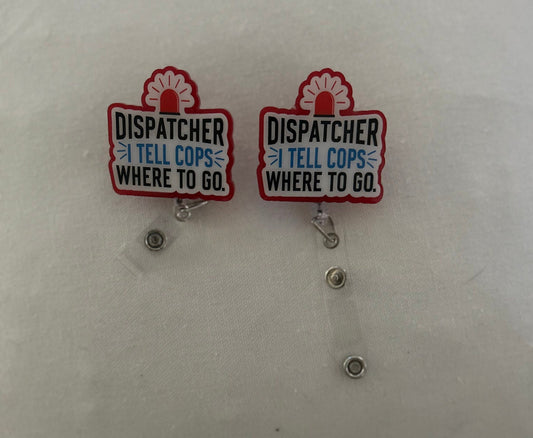 DISPATCHER
I TELL COPS
WHERE TO GO.
DISPATCHER
I TELL COPS
WHERE TO GO.